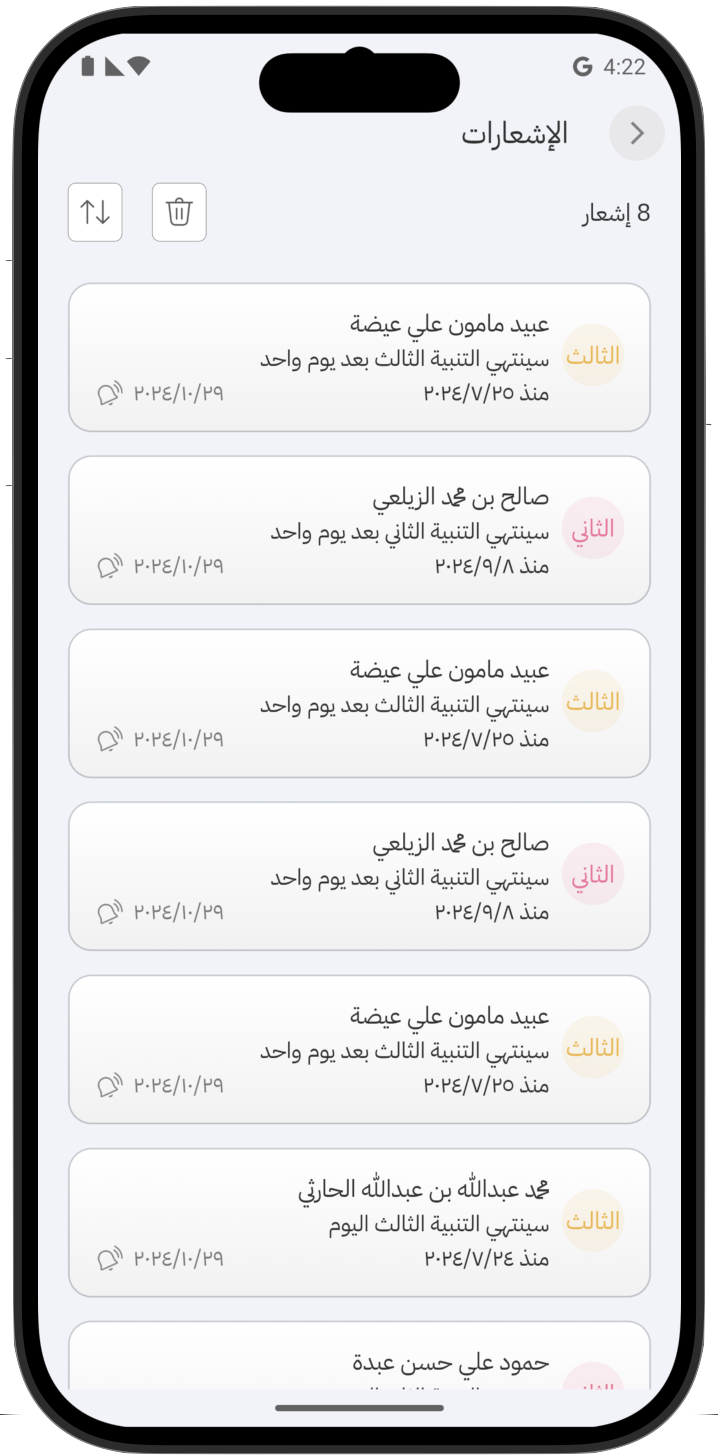 4:22
الإشعارات
8 إشعار
الثالث
عبيد مامون علي عيضة
سينتهي التنبية الثالث بعد يوم واحد
منذ ٢٠٢٤/٧/٢٥
٢٠٢٤/١٠/٢٩
الثاني
صالح بن محمد الزيلعي
سينتهي التنبية الثاني بعد يوم واحد
منذ ٢٠٢٤/٩/٨
٢٠٢٤/١٠/٢٩
الثالث
عبيد مامون علي عيضة
سينتهي التنبية الثالث بعد يوم واحد
منذ ٢٠٢٤/٧/٢٥
٢٠٢٤/١٠/٢٩
الثاني
صالح بن محمد الزيلعي
سينتهي التنبية الثاني بعد يوم واحد
منذ ٢٠٢٤/٩/٨
٢٠٢٤/١٠/٢٩
الثالث
عبيد مامون علي عيضة
سينتهي التنبية الثالث بعد يوم واحد
منذ ٢٠٢٤/٧/٢٥
٢٠٢٤/١٠/٢٩
الثالث
محمد عبدالله بن عبدالله الحارثي
سينتهي التنبية الثالث اليوم
منذ ٢٠٢٤/٧/٢٤
٢٠٢٤/١٠/٢٩
حمود علي حسن عبدة